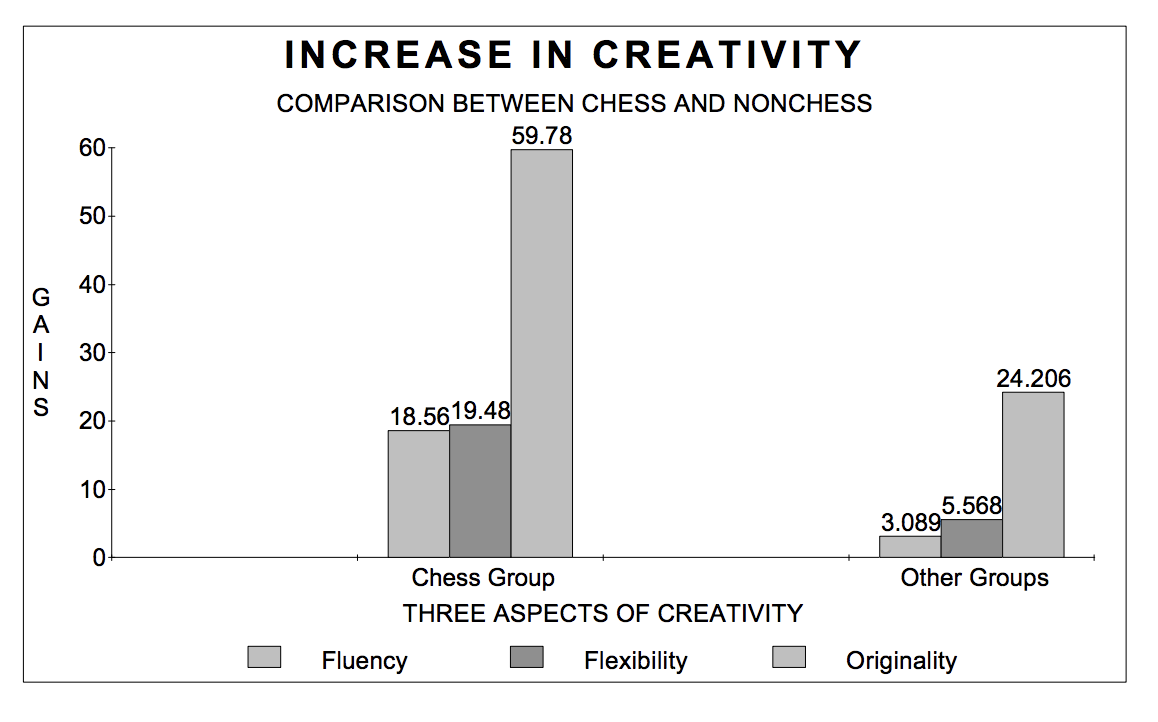 INCREASE IN CREATIVITY
COMPARISON BETWEEN CHESS AND NONCHESS
59.78
60
50
40
30
20
10
0
GAINS
18.56
19.48
24.206
3.089
5.568
Chess Group
Other Groups
THREE ASPECTS OF CREATIVITY
Fluency
Flexibility
Originality